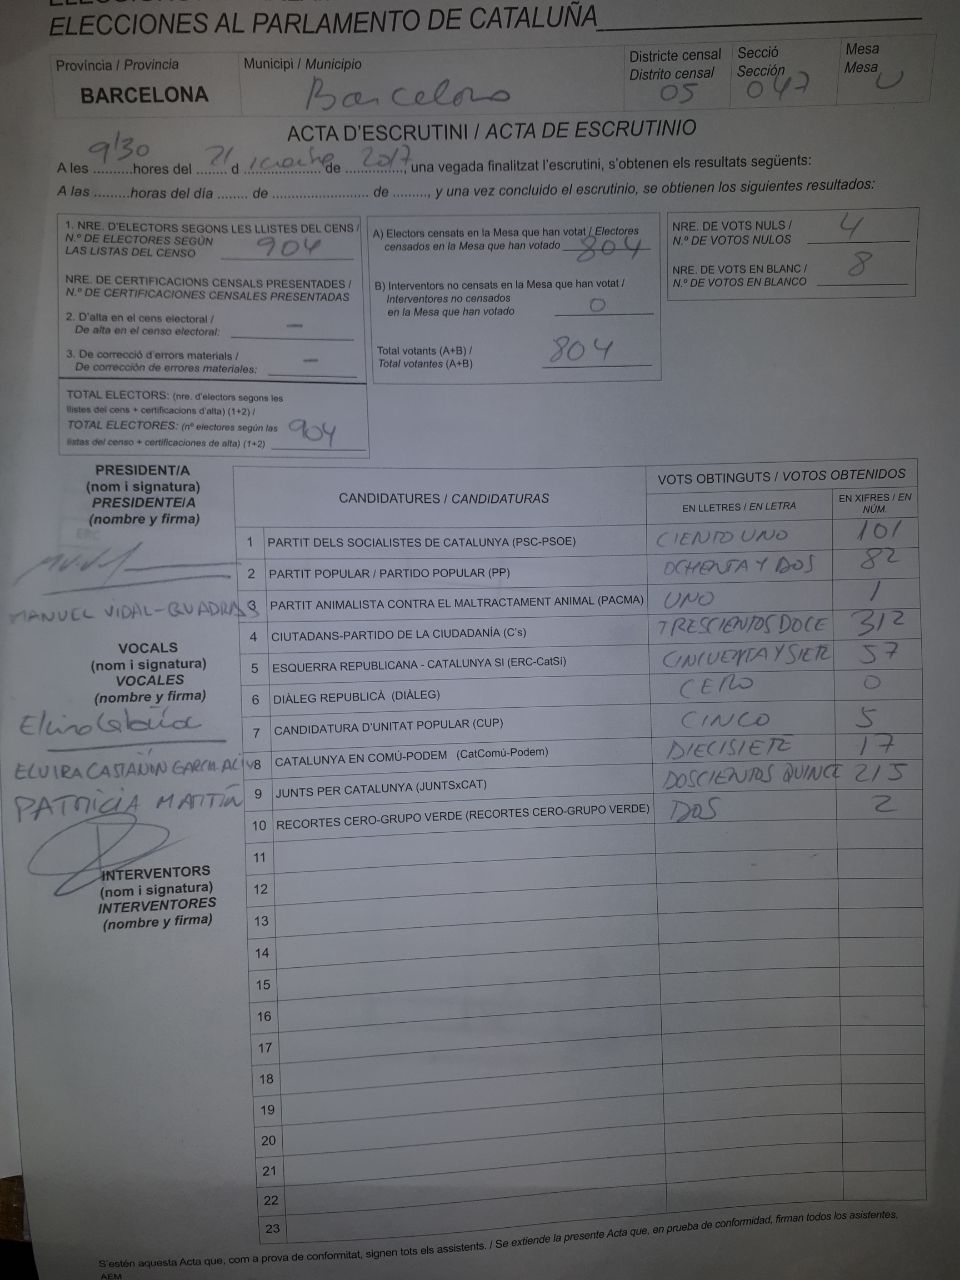 ELECCIONES AL PARLAMENTO DE CATALUÑA
Provincia / Provincia
BARCELONA
Municipi / Municipio
Barcelona
Districte censal
Distrito censal
05
Secció
Sección
047
Mesa
Mesa
U
ACTA D'ESCRUTINI / ACTA DE ESCRUTINIO
A les 9'30 hores del 21 d de 2017, una vegada finalitzat l'escrutini, s'obtenen els resultats següents:
A las .........horas del día ....... de ....................... de ........, y una vez concluido el escrutinio, se obtienen los siguientes resultados:
1. NRE. D'ELECTORS SEGONS LES LLISTES DEL CENS /
N.º DE ELECTORES SEGÚN
LAS LISTAS DEL CENSO 904
NRE. DE CERTIFICACIONS CENSALS PRESENTADES /
N.º DE CERTIFICACIONES CENSALES PRESENTADAS
2. D'alta en el cens electoral /
De alta en el censo electoral: —
3. De correcció d'errors materials /
De corrección de errores materiales: —
TOTAL ELECTORS: (nre. d'electors segons les
llistes del cens + certificacions d'alta) (1+2) /
TOTAL ELECTORES: (nº electores según las
listas del censo + certificaciones de alta) (1+2) 904
A) Electors censats en la Mesa que han votat / Electores
censados en la Mesa que han votado 804
B) Interventors no censats en la Mesa que han votat /
Interventores no censados
en la Mesa que han votado 0
Total votants (A+B) /
Total votantes (A+B) 804
NRE. DE VOTS NULS /
N.º DE VOTOS NULOS 4
NRE. DE VOTS EN BLANC /
N.º DE VOTOS EN BLANCO 8
PRESIDENT/A
(nom i signatura)
PRESIDENTE/A
(nombre y firma)
MANUEL VIDAL-QUADRAS
VOCALS
(nom i signatura)
VOCALES
(nombre y firma)
ELVIRA CASTAÑÓN GARCIA-ALIV
PATRICIA MARTÍN
INTERVENTORS
(nom i signatura)
INTERVENTORES
(nombre y firma)
CANDIDATURES / CANDIDATURAS
VOTS OBTINGUTS / VOTOS OBTENIDOS
EN LLETRES / EN LETRA
EN XIFRES / EN NÚM.
1 PARTIT DELS SOCIALISTES DE CATALUNYA (PSC-PSOE) CIENTO UNO 101
2 PARTIT POPULAR / PARTIDO POPULAR (PP) OCHENTA Y DOS 82
3 PARTIT ANIMALISTA CONTRA EL MALTRACTAMENT ANIMAL (PACMA) UNO 1
4 CIUTADANS-PARTIDO DE LA CIUDADANÍA (C's) TRESCIENTOS DOCE 312
5 ESQUERRA REPUBLICANA - CATALUNYA SI (ERC-CatSi) CINCUENTA Y SIETE 57
6 DIÀLEG REPUBLICÀ (DIÀLEG) CERO 0
7 CANDIDATURA D'UNITAT POPULAR (CUP) CINCO 5
8 CATALUNYA EN COMÚ-PODEM (CatComú-Podem) DIECISIETE 17
9 JUNTS PER CATALUNYA (JUNTSxCAT) DOSCIENTOS QUINCE 215
10 RECORTES CERO-GRUPO VERDE (RECORTES CERO-GRUPO VERDE) DOS 2
11
12
13
14
15
16
17
18
19
20
21
22
23
S'estén aquesta Acta que, com a prova de conformitat, signen tots els assistents. / Se extiende la presente Acta que, en prueba de conformidad, firman todos los asistentes.